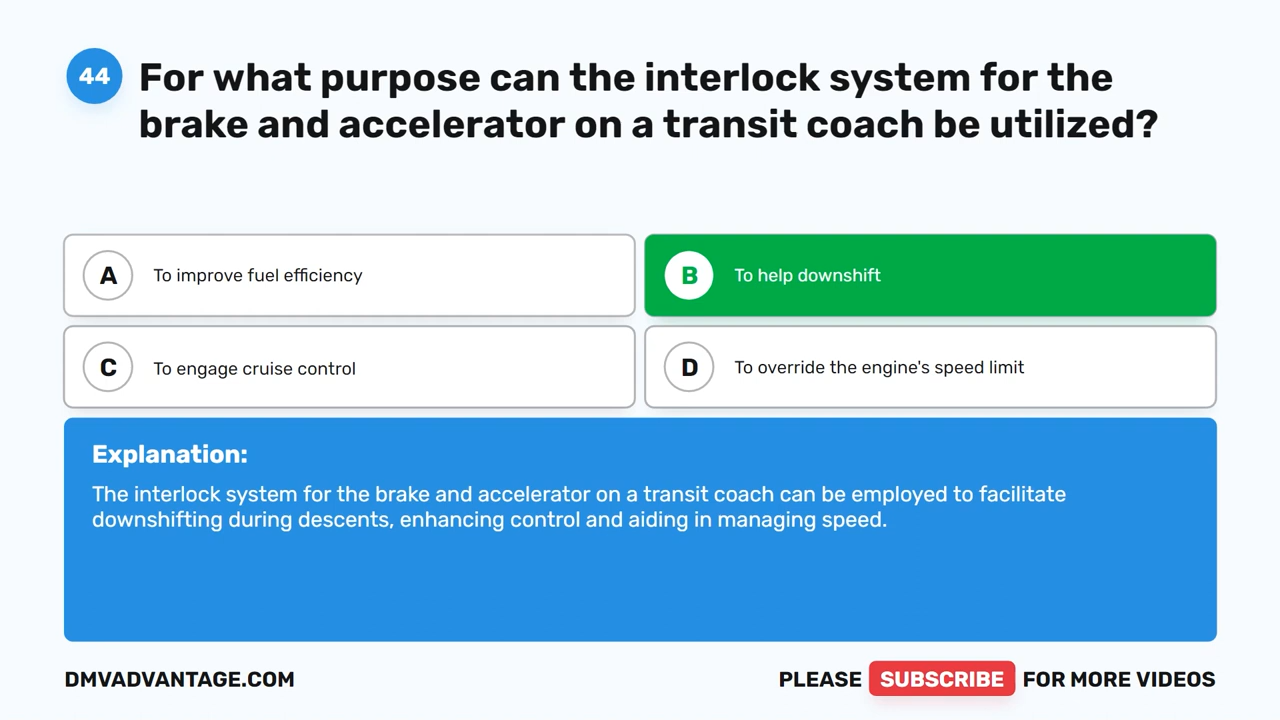 44
For what purpose can the interlock system for the
brake and accelerator on a transit coach be utilized?
A To improve fuel efficiency
B To help downshift
C To engage cruise control
D To override the engine's speed limit
Explanation:
The interlock system for the brake and accelerator on a transit coach can be employed to facilitate
downshifting during descents, enhancing control and aiding in managing speed.
DMVADVANTAGE.COM
PLEASE SUBSCRIBE FOR MORE VIDEOS